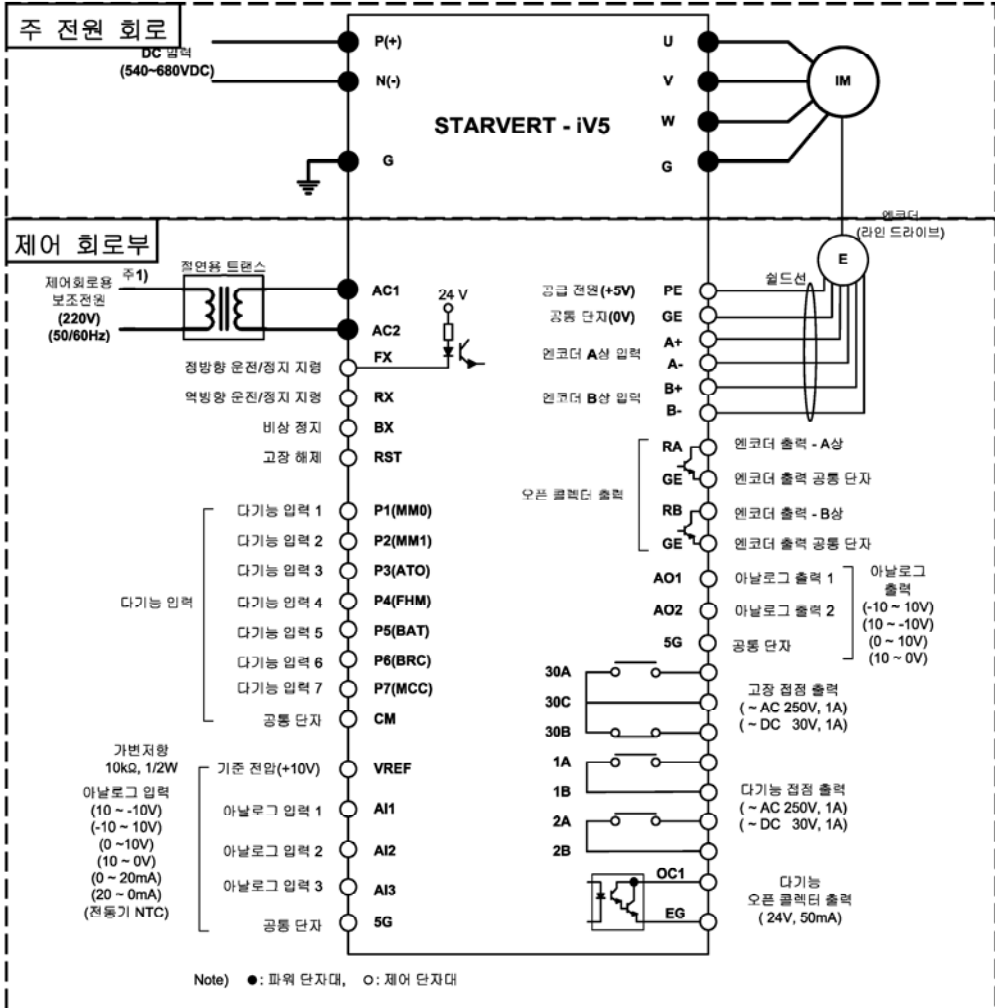 주 전원 회로
DC 입력
(540~680VDC)
P(+)
N(-)
G
STARVERT - iV5
U
V
W
G
IM
제어 회로부
엔코더
(라인 드라이브)
E
쉴드선
제어회로용
보조전원
(220V)
(50/60Hz)
주1)
절연용 트랜스
AC1
AC2
24 V
정방향 운전/정지 지령
FX
역방향 운전/정지 지령
RX
비상 정지
BX
고장 해제
RST
다기능 입력
다기능 입력 1
P1(MM0)
다기능 입력 2
P2(MM1)
다기능 입력 3
P3(ATO)
다기능 입력 4
P4(FHM)
다기능 입력 5
P5(BAT)
다기능 입력 6
P6(BRC)
다기능 입력 7
P7(MCC)
공통 단자
CM
가변저항
10kΩ, 1/2W
아날로그 입력
(10 ~ -10V)
(-10 ~ 10V)
(0 ~10V)
(10 ~ 0V)
(0 ~ 20mA)
(20 ~ 0mA)
(전동기 NTC)
기준 전압(+10V)
VREF
아날로그 입력 1
AI1
아날로그 입력 2
AI2
아날로그 입력 3
AI3
공통 단자
5G
공급 전원(+5V)
PE
공통 단자(0V)
GE
엔코더 A상 입력
A+
A-
엔코더 B상 입력
B+
B-
오픈 콜렉터 출력
RA
엔코더 출력 - A상
GE
엔코더 출력 공통 단자
RB
엔코더 출력 - B상
GE
엔코더 출력 공통 단자
AO1
아날로그 출력 1
AO2
아날로그 출력 2
5G
공통 단자
아날로그
출력
(-10 ~ 10V)
(10 ~ -10V)
(0 ~ 10V)
(10 ~ 0V)
30A
30C
30B
고장 접점 출력
( ~ AC 250V, 1A)
( ~ DC 30V, 1A)
1A
1B
2A
2B
다기능 접점 출력
( ~ AC 250V, 1A)
( ~ DC 30V, 1A)
OC1
EG
다기능
오픈 콜렉터 출력
( 24V, 50mA)
Note) ●: 파워 단자대, ○: 제어 단자대